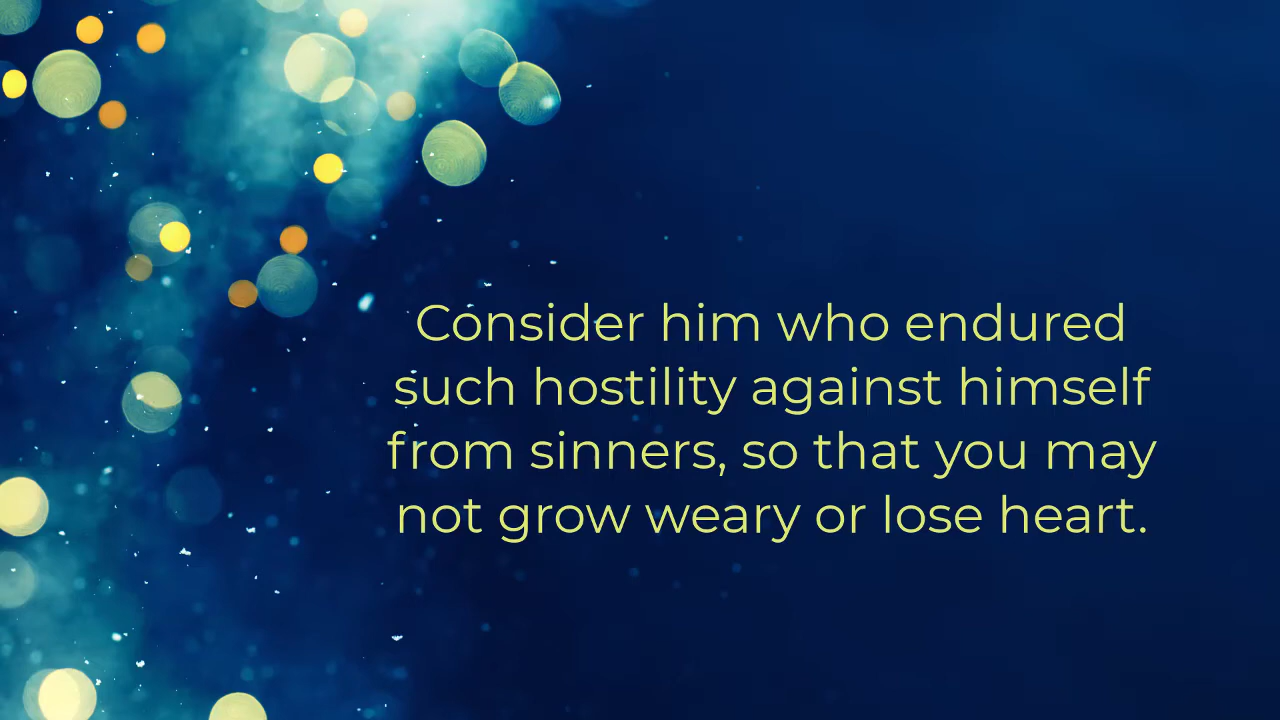 Consider him who endured
such hostility against himself
from sinners, so that you may
not grow weary or lose heart.